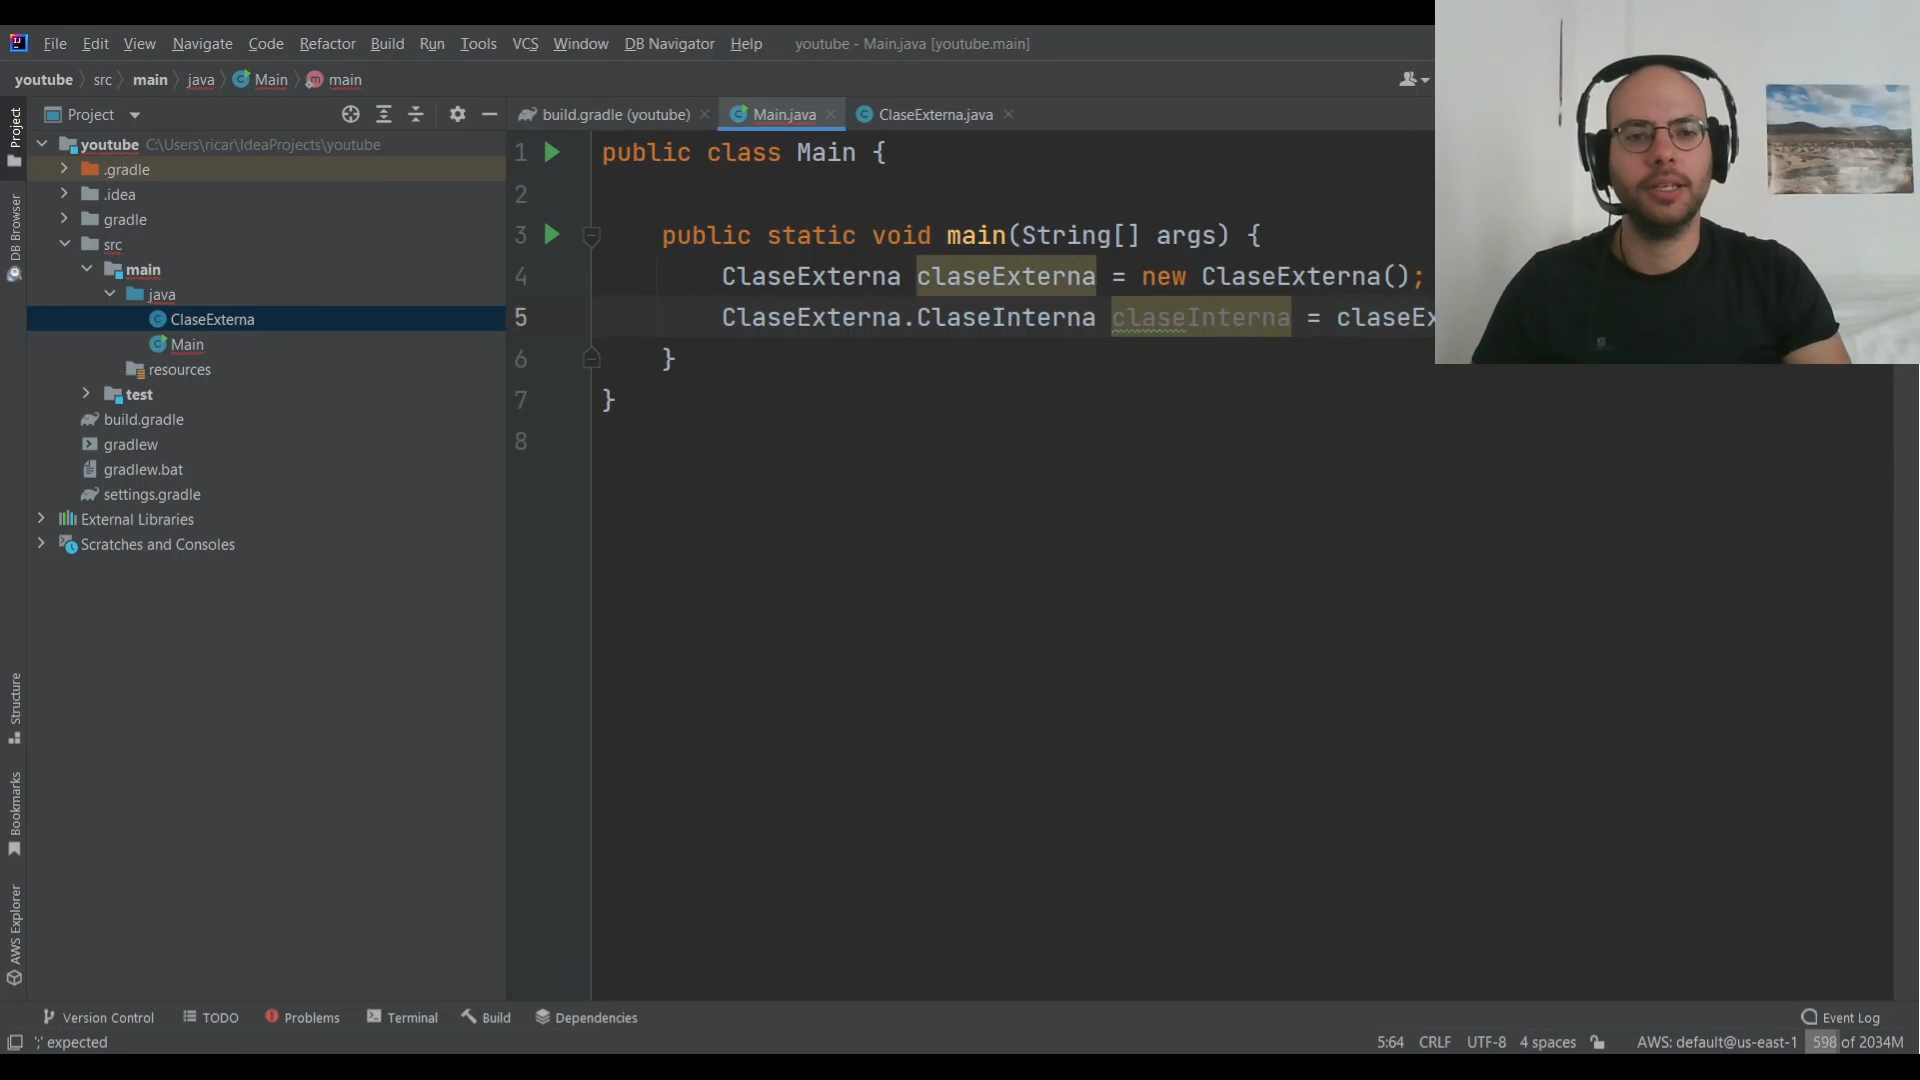 File Edit View Navigate Code Refactor Build Run Tools VCS Window DB Navigator Help youtube - Main.java [youtube.main]
youtube src main java Main main
Project
build.gradle (youtube) Main.java ClaseExterna.java
Project
DB Browser
Structure
Bookmarks
AWS Explorer
youtube C:\Users\ricar\IdeaProjects\youtube
.gradle
.idea
gradle
src
main
java
ClaseExterna
Main
resources
test
build.gradle
gradlew
gradlew.bat
settings.gradle
External Libraries
Scratches and Consoles
1 public class Main {
2
3 public static void main(String[] args) {
4 ClaseExterna claseExterna = new ClaseExterna();
5 ClaseExterna.ClaseInterna claseInterna = claseEx
6 }
7 }
8
Version Control TODO Problems Terminal Build Dependencies Event Log
';' expected 5:64 CRLF UTF-8 4 spaces AWS: default@us-east-1 598 of 2034M